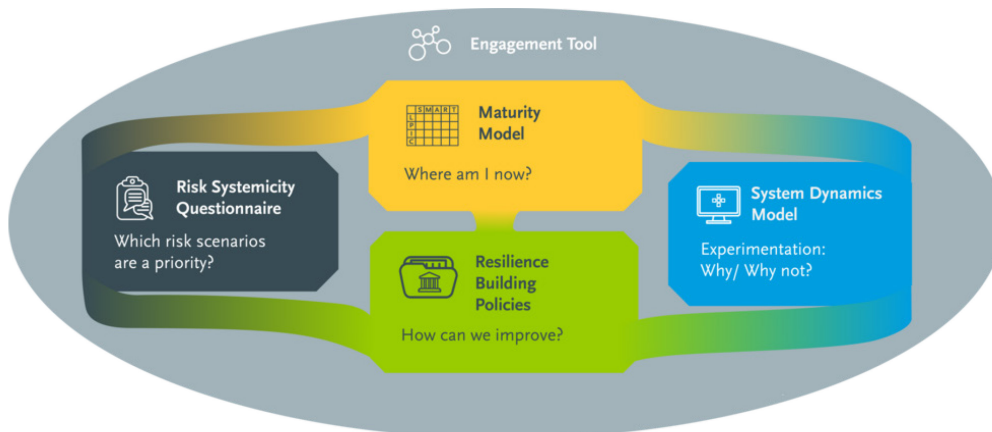 Engagement Tool
S M A R T
L
P
I
C
Maturity
Model
Where am I now?
Risk Systemicity
Questionnaire
Which risk scenarios
are a priority?
System Dynamics
Model
Experimentation:
Why/ Why not?
Resilience
Building
Policies
How can we improve?